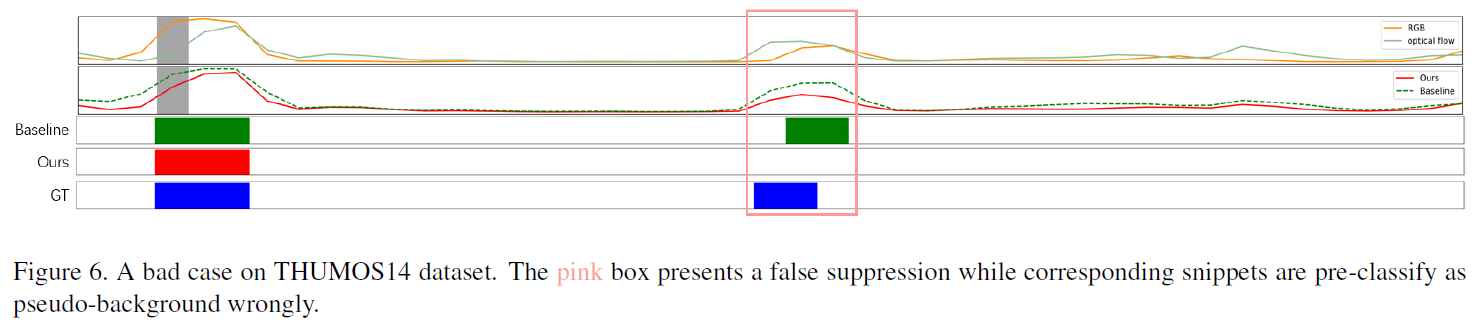 RGB
optical flow
Ours
Baseline
Baseline
Ours
GT
Figure 6. A bad case on THUMOS14 dataset. The pink box presents a false suppression while corresponding snippets are pre-classify as
pseudo-background wrongly.